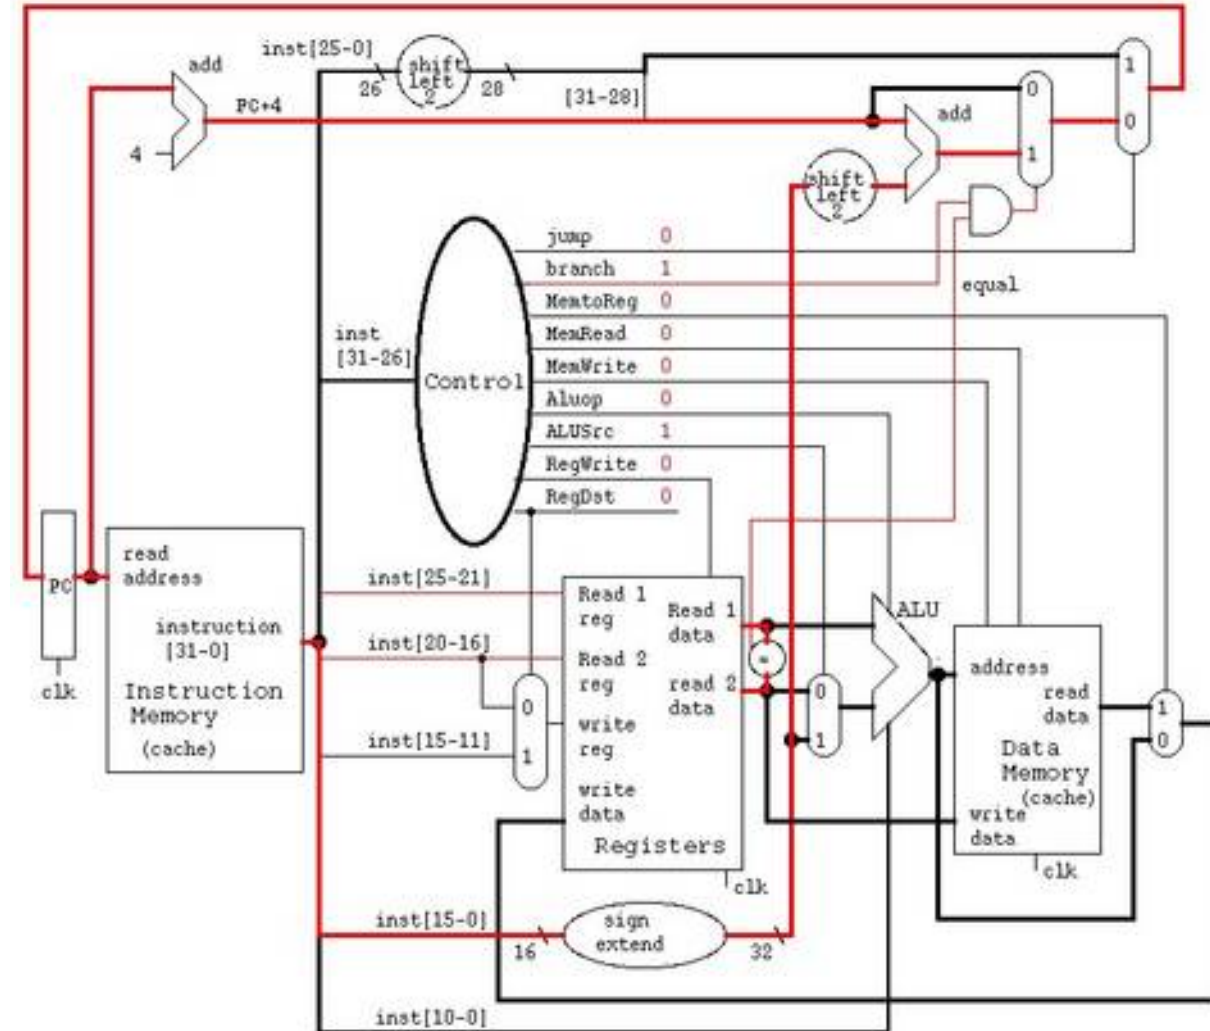 inst[25-0]
shift
left
2
26
28
add
PC+4
4
[31-28]
1
0
add
0
1
shift
left
2
jump 0
branch 1
MemtoReg 0
MemRead 0
MemWrite 0
Aluop 0
ALUSrc 1
RegWrite 0
RegDst 0
equal
inst
[31-26]
Control
PC
clk
read
address
instruction
[31-0]
Instruction
Memory
(cache)
inst[25-21]
inst[20-16]
inst[15-11]
0
1
Read 1
reg
Read 2
reg
write
reg
write
data
Read 1
data
read 2
data
Registers
clk
=
0
1
ALU
address
read
data
Data
Memory
(cache)
write
data
clk
1
0
inst[15-0]
16
sign
extend
32
inst[10-0]